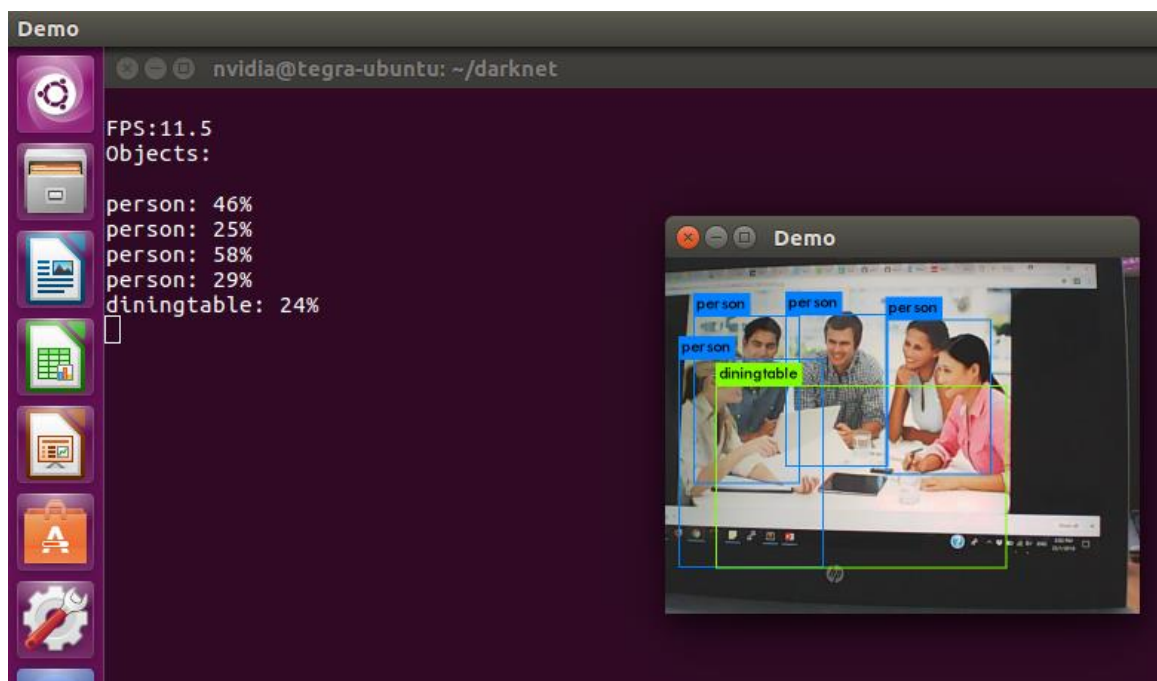 Demo
nvidia@tegra-ubuntu: ~/darknet
FPS:11.5
Objects:
person: 46%
person: 25%
person: 58%
person: 29%
diningtable: 24%
Demo
person
person
person
person
diningtable
hp